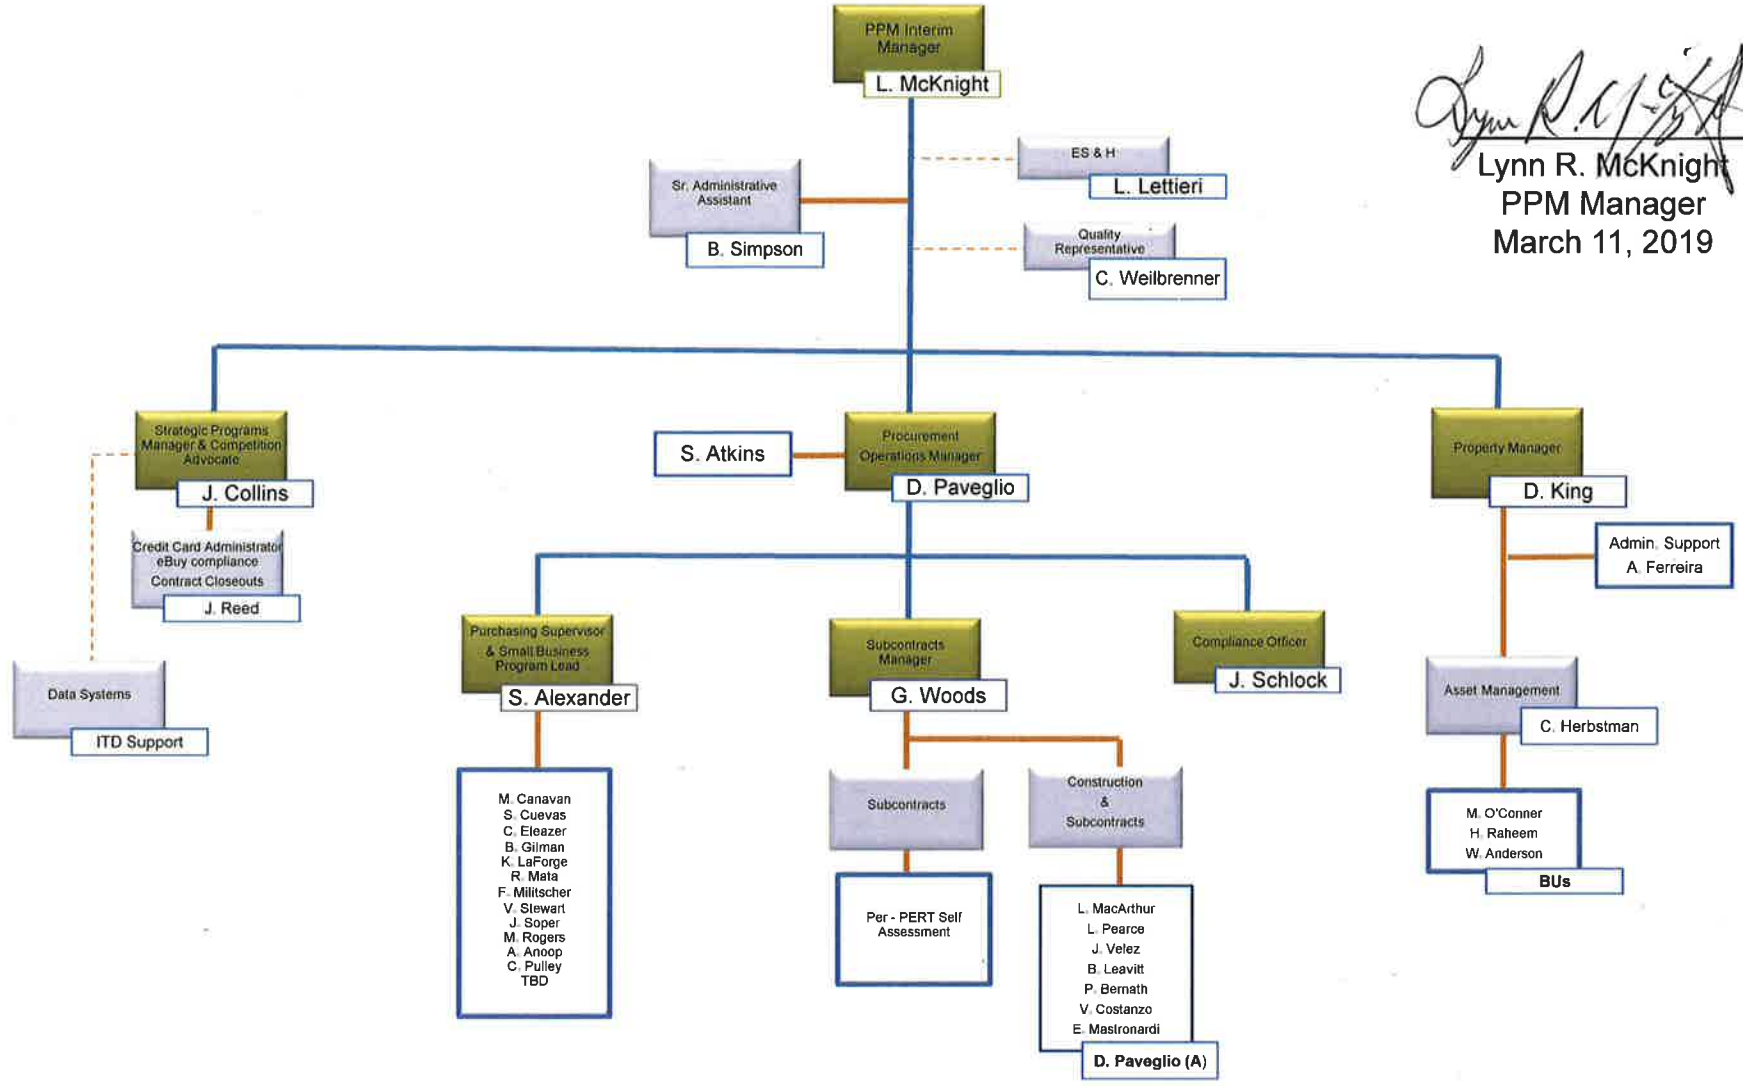 PPM Interim
Manager
L. McKnight
Lynn R. McKnight
PPM Manager
March 11, 2019
ES & H
L. Lettieri
Sr. Administrative
Assistant
B. Simpson
Quality
Representative
C. Weilbrenner
Strategic Programs
Manager & Competition
Advocate
J. Collins
Credit Card Administrator
eBuy compliance
Contract Closeouts
J. Reed
Data Systems
ITD Support
S. Atkins
Procurement
Operations Manager
D. Paveglio
Property Manager
D. King
Admin. Support
A. Ferreira
Purchasing Supervisor
& Small Business
Program Lead
S. Alexander
Subcontracts
Manager
G. Woods
Compliance Officer
J. Schlock
Asset Management
C. Herbstman
M. Canavan
S. Cuevas
C. Eleazer
B. Gilman
K. LaForge
R. Mata
F. Militscher
V. Stewart
J. Soper
M. Rogers
A. Anoop
C. Pulley
TBD
Subcontracts
Per - PERT Self
Assessment
Construction
&
Subcontracts
L. MacArthur
L. Pearce
J. Velez
B. Leavitt
P. Bernath
V. Costanzo
E. Mastronardi
D. Paveglio (A)
M. O'Conner
H. Raheem
W. Anderson
BUs